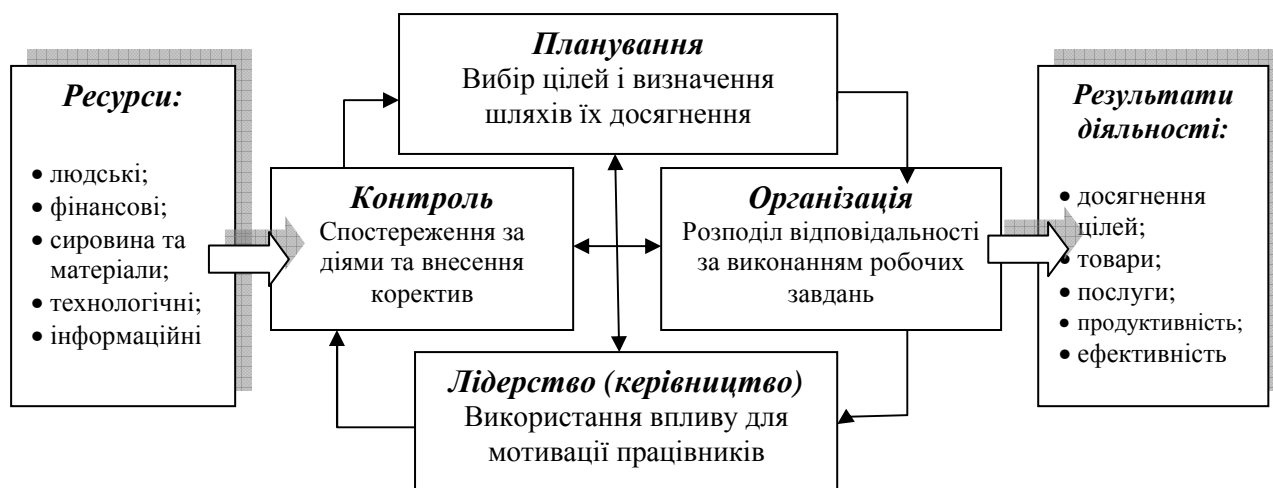 Ресурси:
• людські;
• фінансові;
• сировина та
матеріали;
• технологічні;
• інформаційні
Планування
Вибір цілей і визначення
шляхів їх досягнення
Контроль
Спостереження за
діями та внесення
коректив
Організація
Розподіл відповідальності
за виконанням робочих
завдань
Лідерство (керівництво)
Використання впливу для
мотивації працівників
Результати
діяльності:
• досягнення
цілей;
• товари;
• послуги;
• продуктивність;
• ефективність